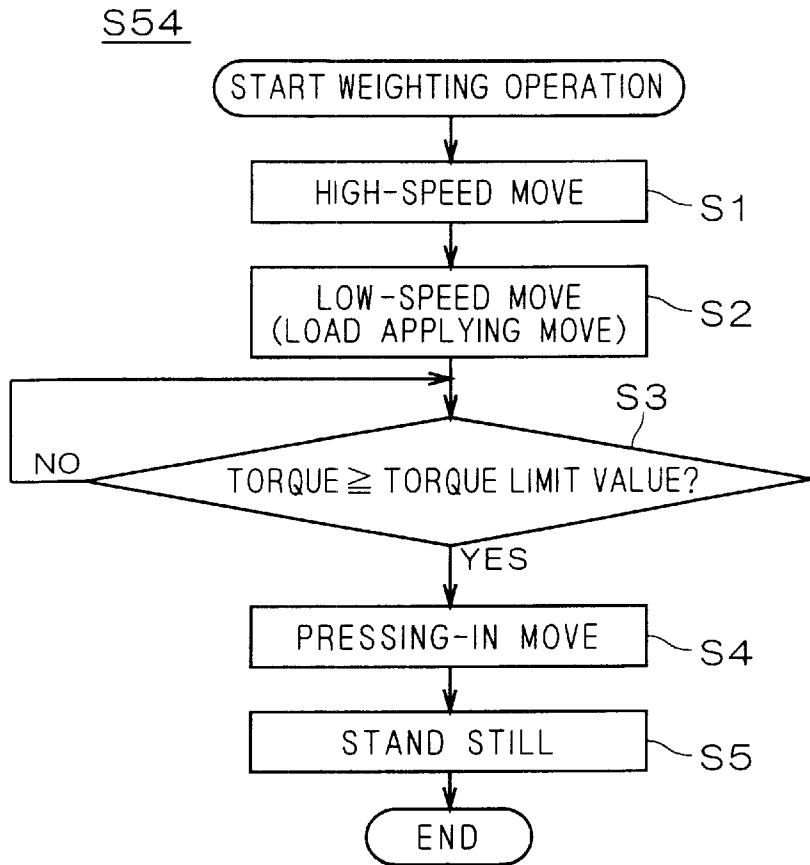 S54
START WEIGHTING OPERATION
HIGH-SPEED MOVE
S1
LOW-SPEED MOVE
(LOAD APPLYING MOVE)
S2
S3
NO
TORQUE ≧ TORQUE LIMIT VALUE?
YES
PRESSING-IN MOVE
S4
STAND STILL
S5
END